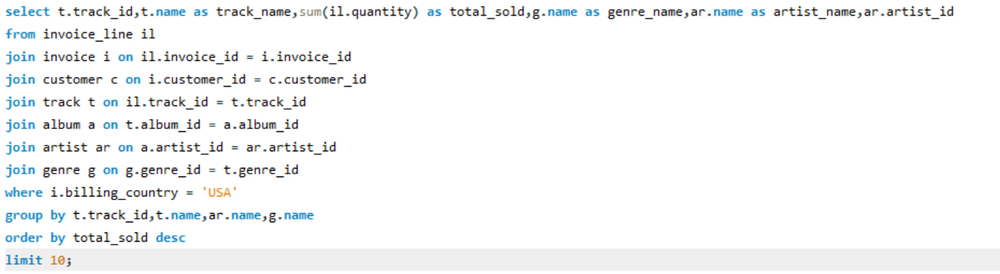 select t.track_id,t.name as track_name,sum(il.quantity) as total_sold,g.name as genre_name,ar.name as artist_name,ar.artist_id
from invoice_line il
join invoice i on il.invoice_id = i.invoice_id
join customer c on i.customer_id = c.customer_id
join track t on il.track_id = t.track_id
join album a on t.album_id = a.album_id
join artist ar on a.artist_id = ar.artist_id
join genre g on g.genre_id = t.genre_id
where i.billing_country = 'USA'
group by t.track_id,t.name,ar.name,g.name
order by total_sold desc
limit 10;